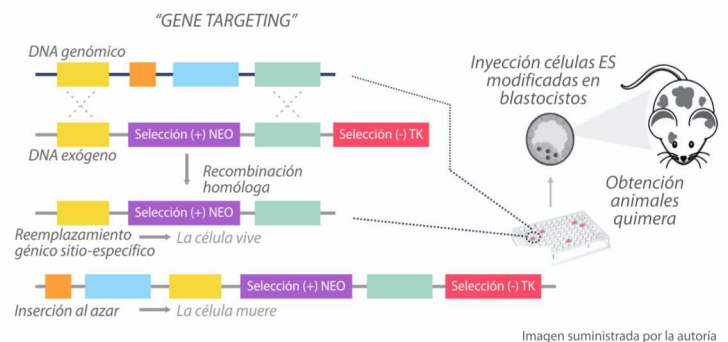 “GENE TARGETING”
DNA genómico
Selección (+) NEO
Selección (-) TK
DNA exógeno
Recombinación
homóloga
Selección (+) NEO
Reemplazamiento
génico sitio-específico
La célula vive
Selección (+) NEO
Selección (-) TK
Inserción al azar
La célula muere
Inyección células ES
modificadas en
blastocistos
Obtención
animales
quimera
Imagen suministrada por la autoría